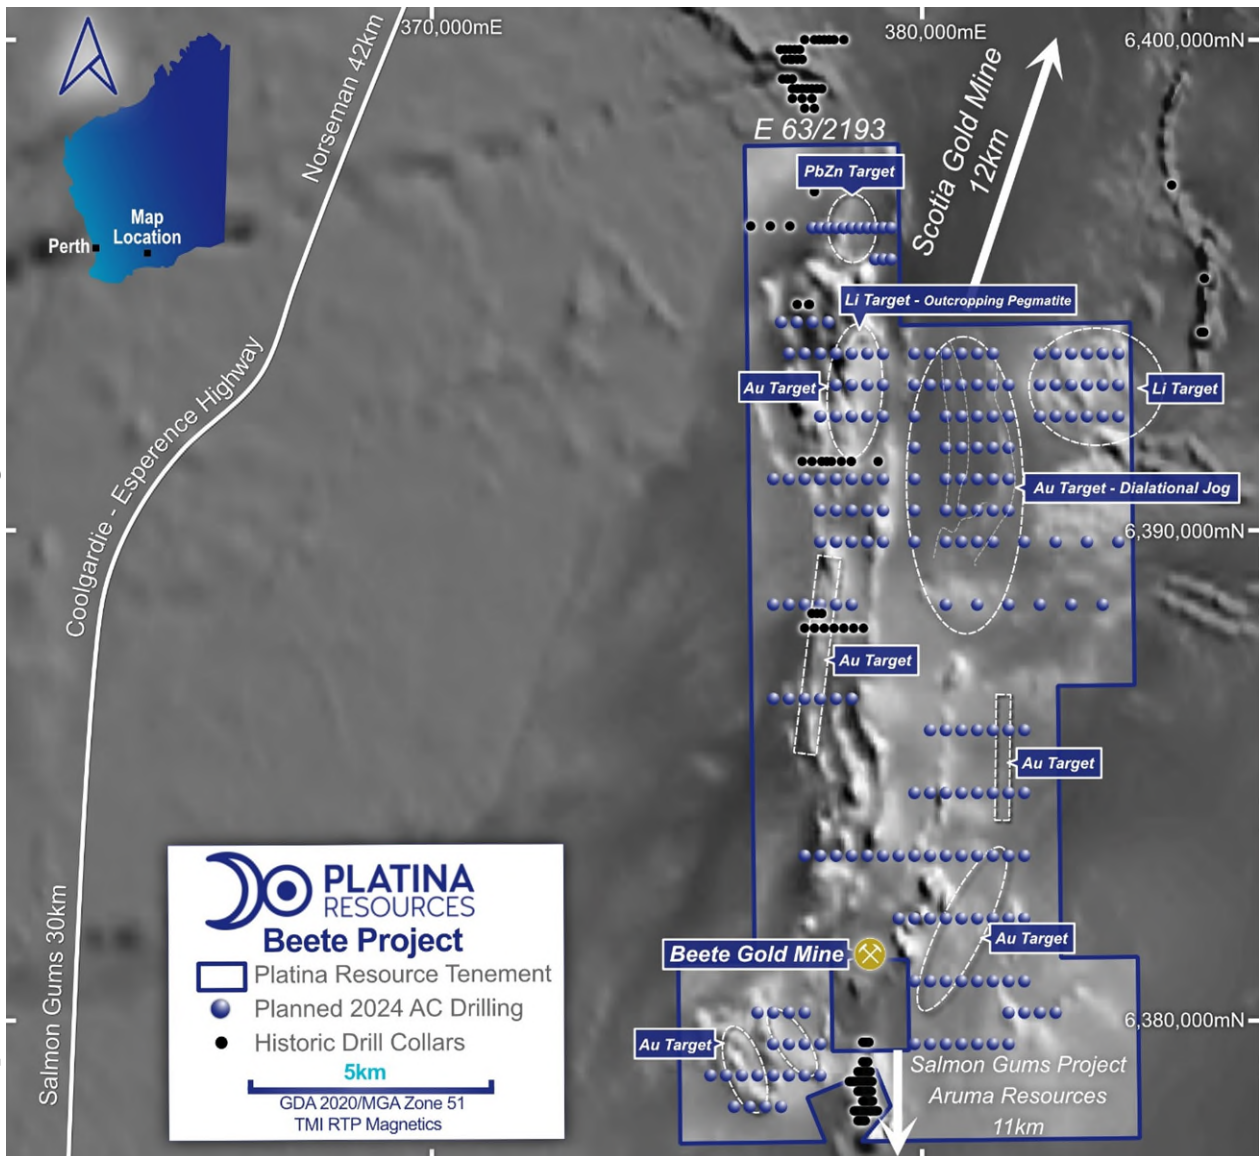 370,000mE
380,000mE
6,400,000mN
Norseman 42km
Scotia Gold Mine
12km
E 63/2193
PbZn Target
Perth
Map
Location
Li Target - Outcropping Pegmatite
Au Target
Li Target
Coolgardie - Esperence Highway
Au Target - Dialational Jog
6,390,000mN
Au Target
Au Target
Salmon Gums 30km
PLATINA
RESOURCES
Beete Project
Platina Resource Tenement
Planned 2024 AC Drilling
Historic Drill Collars
5km
GDA 2020/MGA Zone 51
TMI RTP Magnetics
Beete Gold Mine
Au Target
6,380,000mN
Au Target
Salmon Gums Project
Aruma Resources
11km